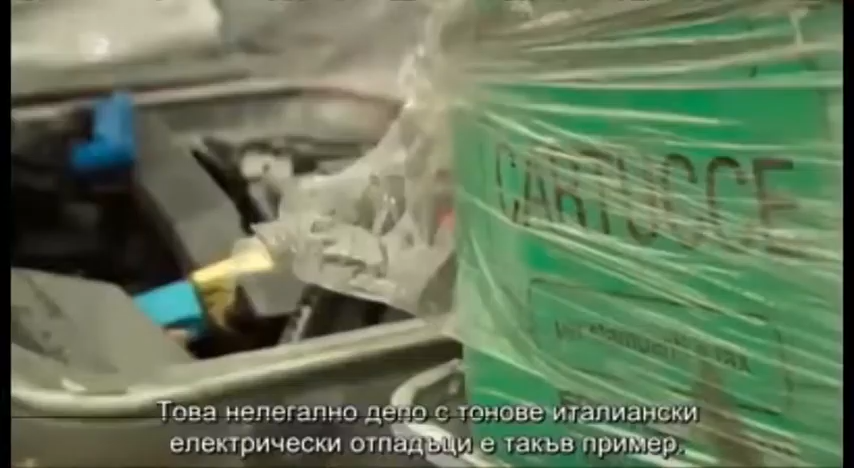 CARTUCCE
Това нелегално депо с тонове италиански
електрически отпадъци е такъв пример.